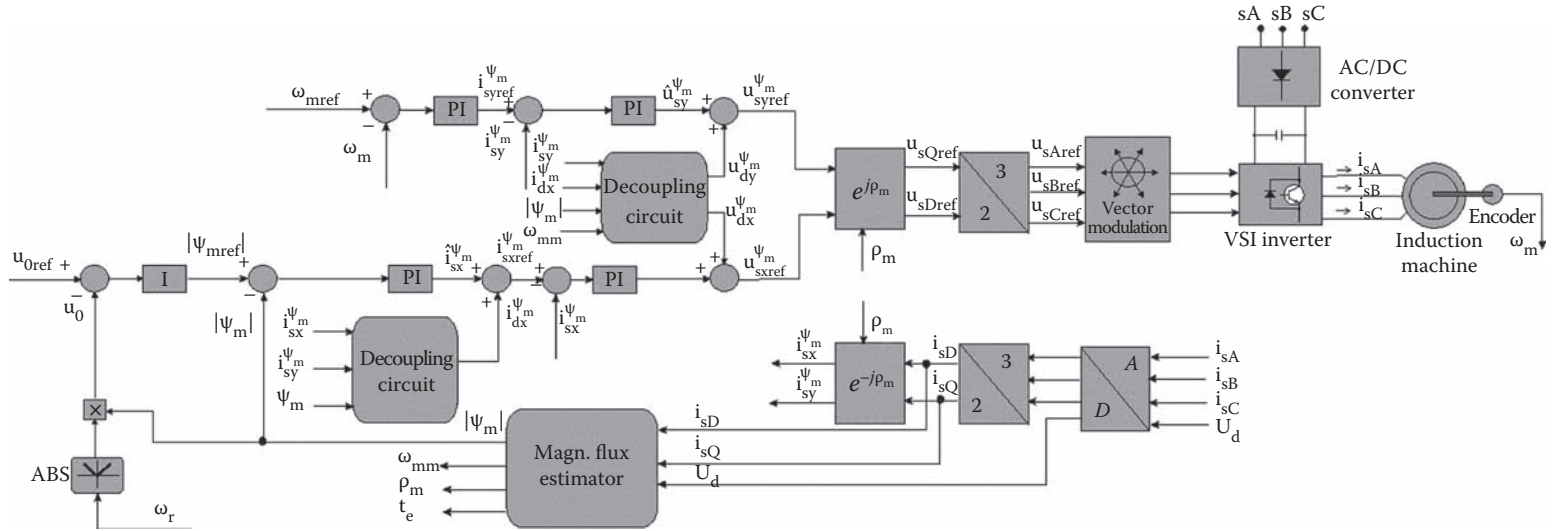 sA sB sC
AC/DC
converter
ω_mref
+
−
ω_m
PI
i_syref^ψm
+
−
i_sy^ψm
PI
û_sy^ψm
+
+
u_syref^ψm
i_sy^ψm
i_dx^ψm
|ψ_m|
ω_mm
Decoupling
circuit
u_dy^ψm
u_dx^ψm
e^jρm
ρ_m
u_sQref
u_sDref
3
2
u_sAref
u_sBref
u_sCref
Vector
modulation
VSI inverter
i_sA
i_sB
i_sC
Induction
machine
Encoder
ω_m
u_0ref
+
−
u_0
I
|ψ_mref|
+
−
|ψ_m|
PI
î_sx^ψm
+
+
i_dx^ψm
i_sxref^ψm
+
−
i_sx^ψm
PI
+
+
u_sxref^ψm
i_sx^ψm
i_sy^ψm
ψ_m
Decoupling
circuit
ρ_m
i_sx^ψm
i_sy^ψm
e^−jρm
i_sD
i_sQ
3
2
A
D
i_sA
i_sB
i_sC
U_d
×
ABS
ω_r
|ψ_m|
ω_mm
ρ_m
t_e
Magn. flux
estimator
i_sD
i_sQ
U_d